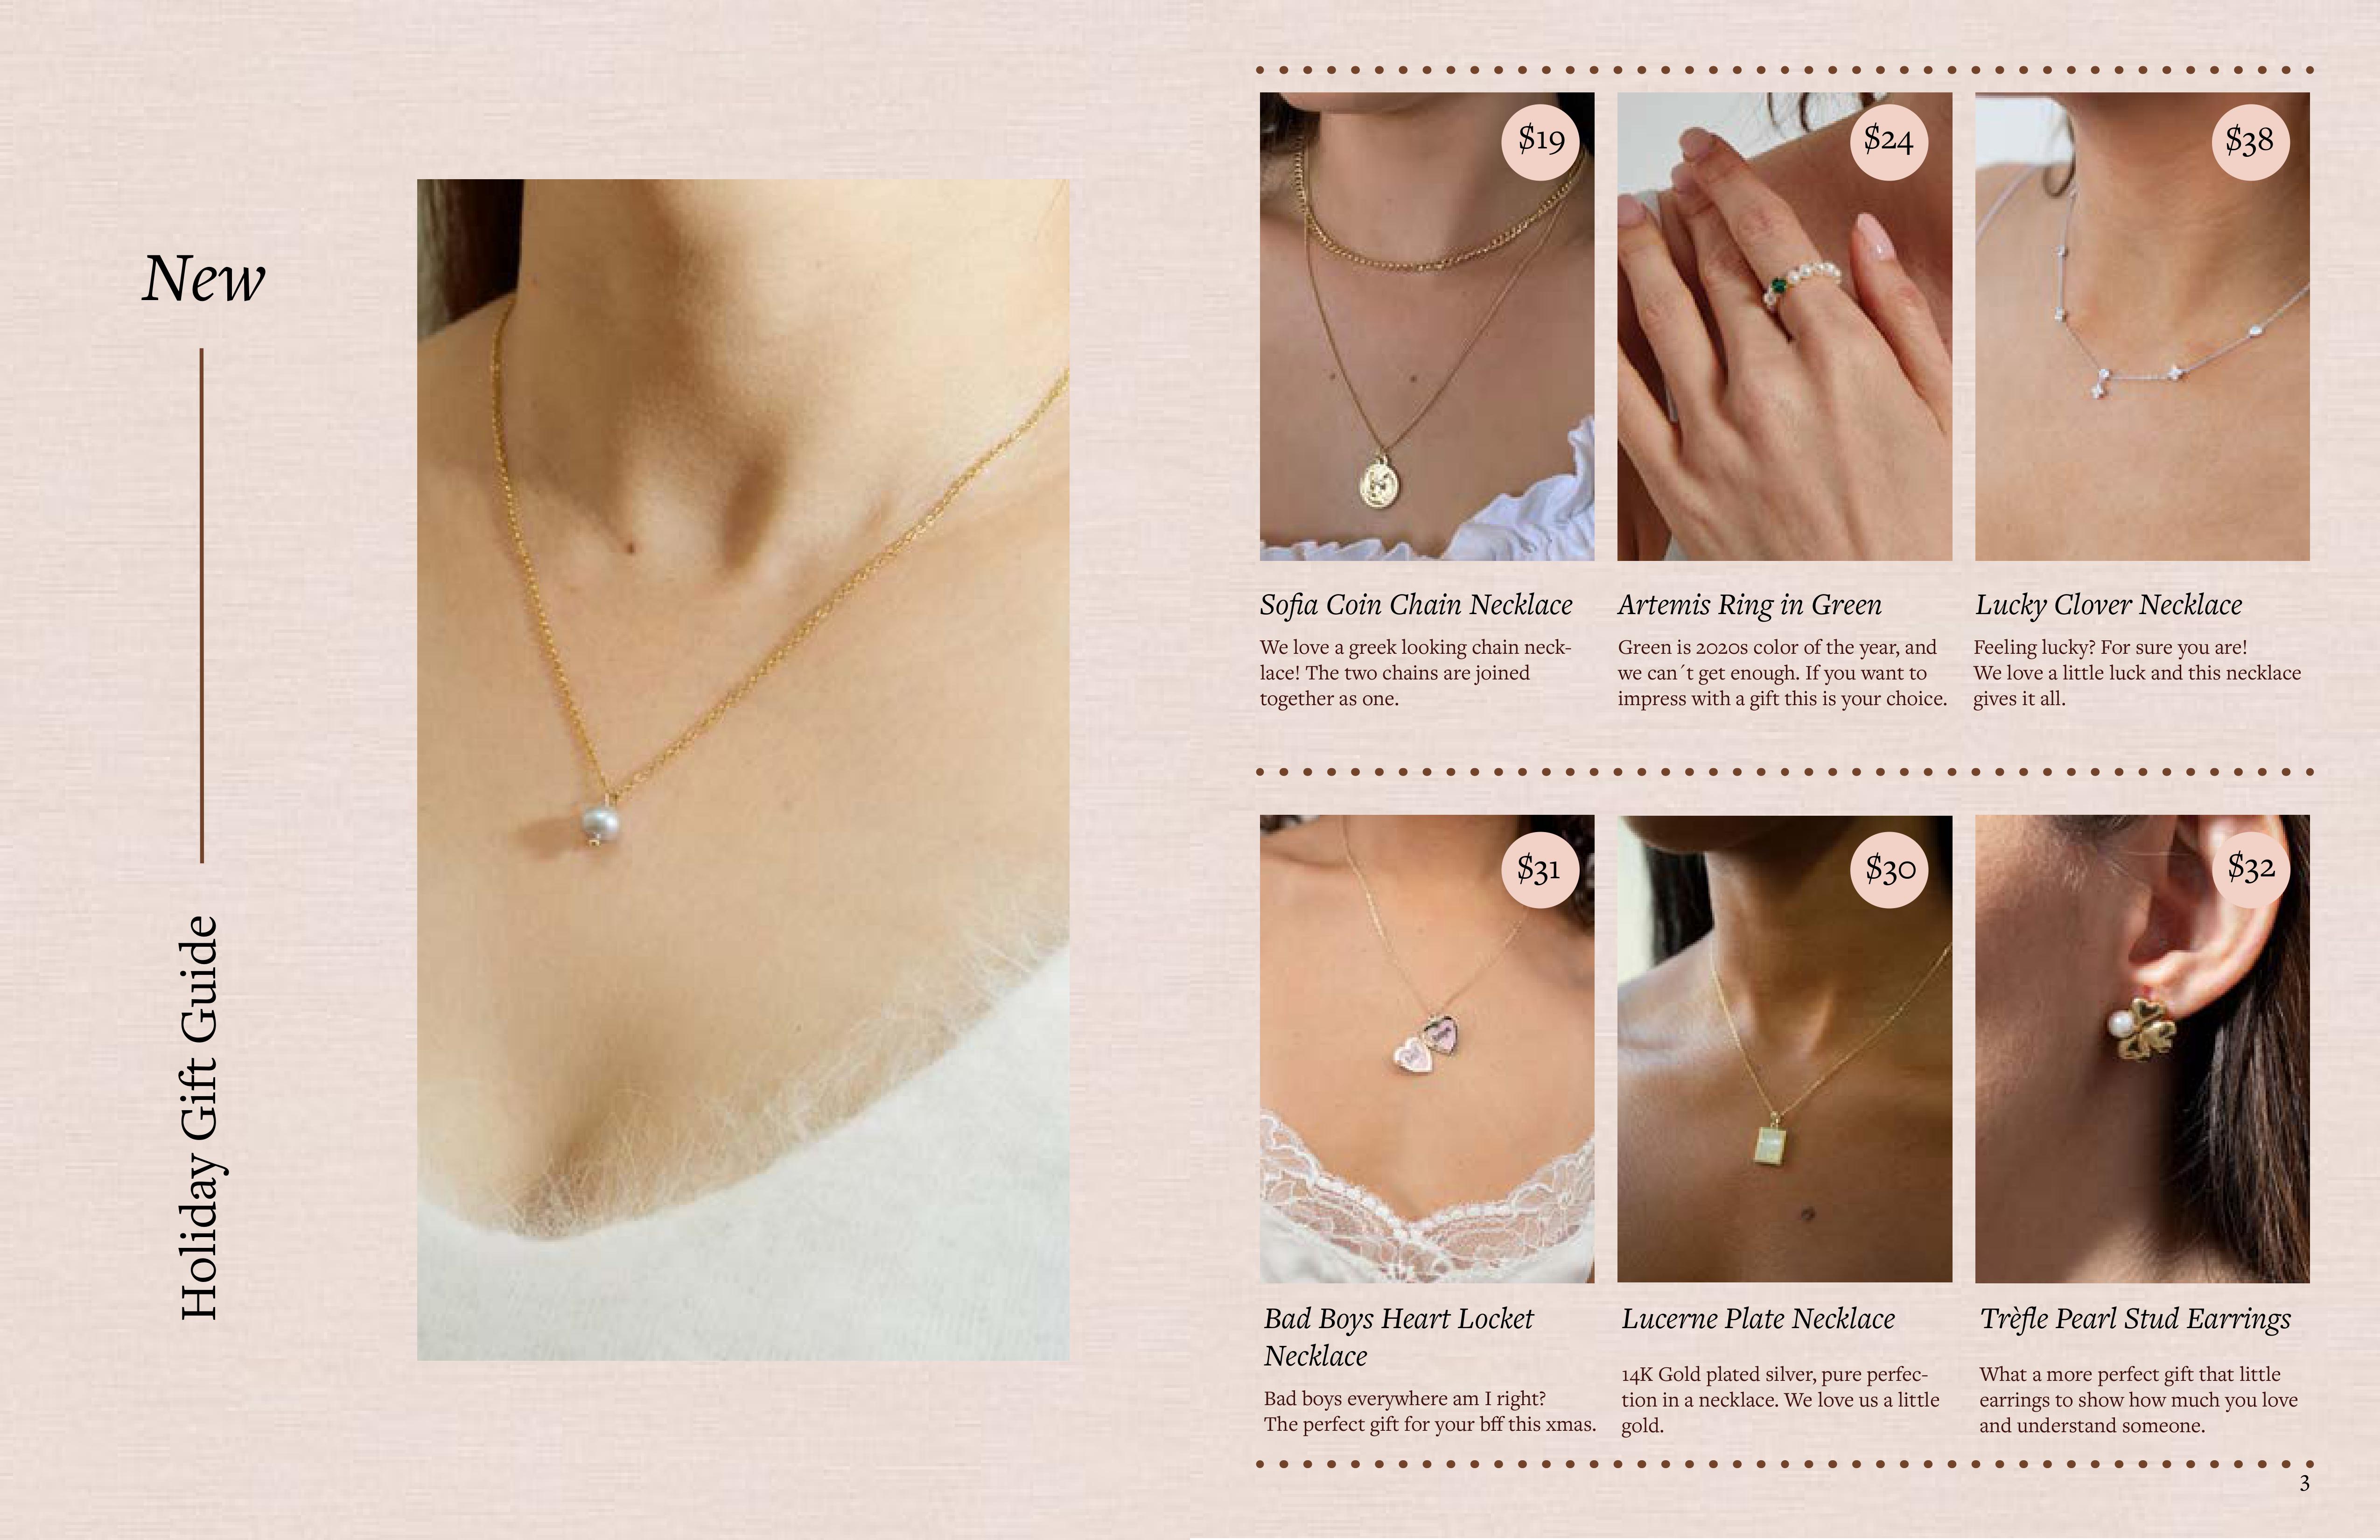 New
Holiday Gift Guide
$19
$24
$38
Sofia Coin Chain Necklace
We love a greek looking chain neck-
lace! The two chains are joined
together as one.
Artemis Ring in Green
Green is 2020s color of the year, and
we can´t get enough. If you want to
impress with a gift this is your choice.
Lucky Clover Necklace
Feeling lucky? For sure you are!
We love a little luck and this necklace
gives it all.
$31
$30
$32
Bad Boys Heart Locket
Necklace
Bad boys everywhere am I right?
The perfect gift for your bff this xmas.
Lucerne Plate Necklace
14K Gold plated silver, pure perfec-
tion in a necklace. We love us a little
gold.
Trèfle Pearl Stud Earrings
What a more perfect gift that little
earrings to show how much you love
and understand someone.
3